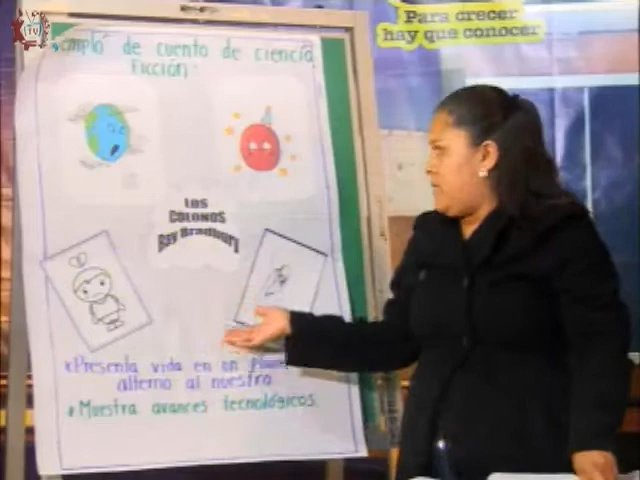 Para crecer
hay que conocer
TV
de cuento de ciencia
Ficción.
LOS
COLONOS
Ray Bradbury
*Presenta vida en un
alterno al nuestro
*Muestra avances tecnológicos.